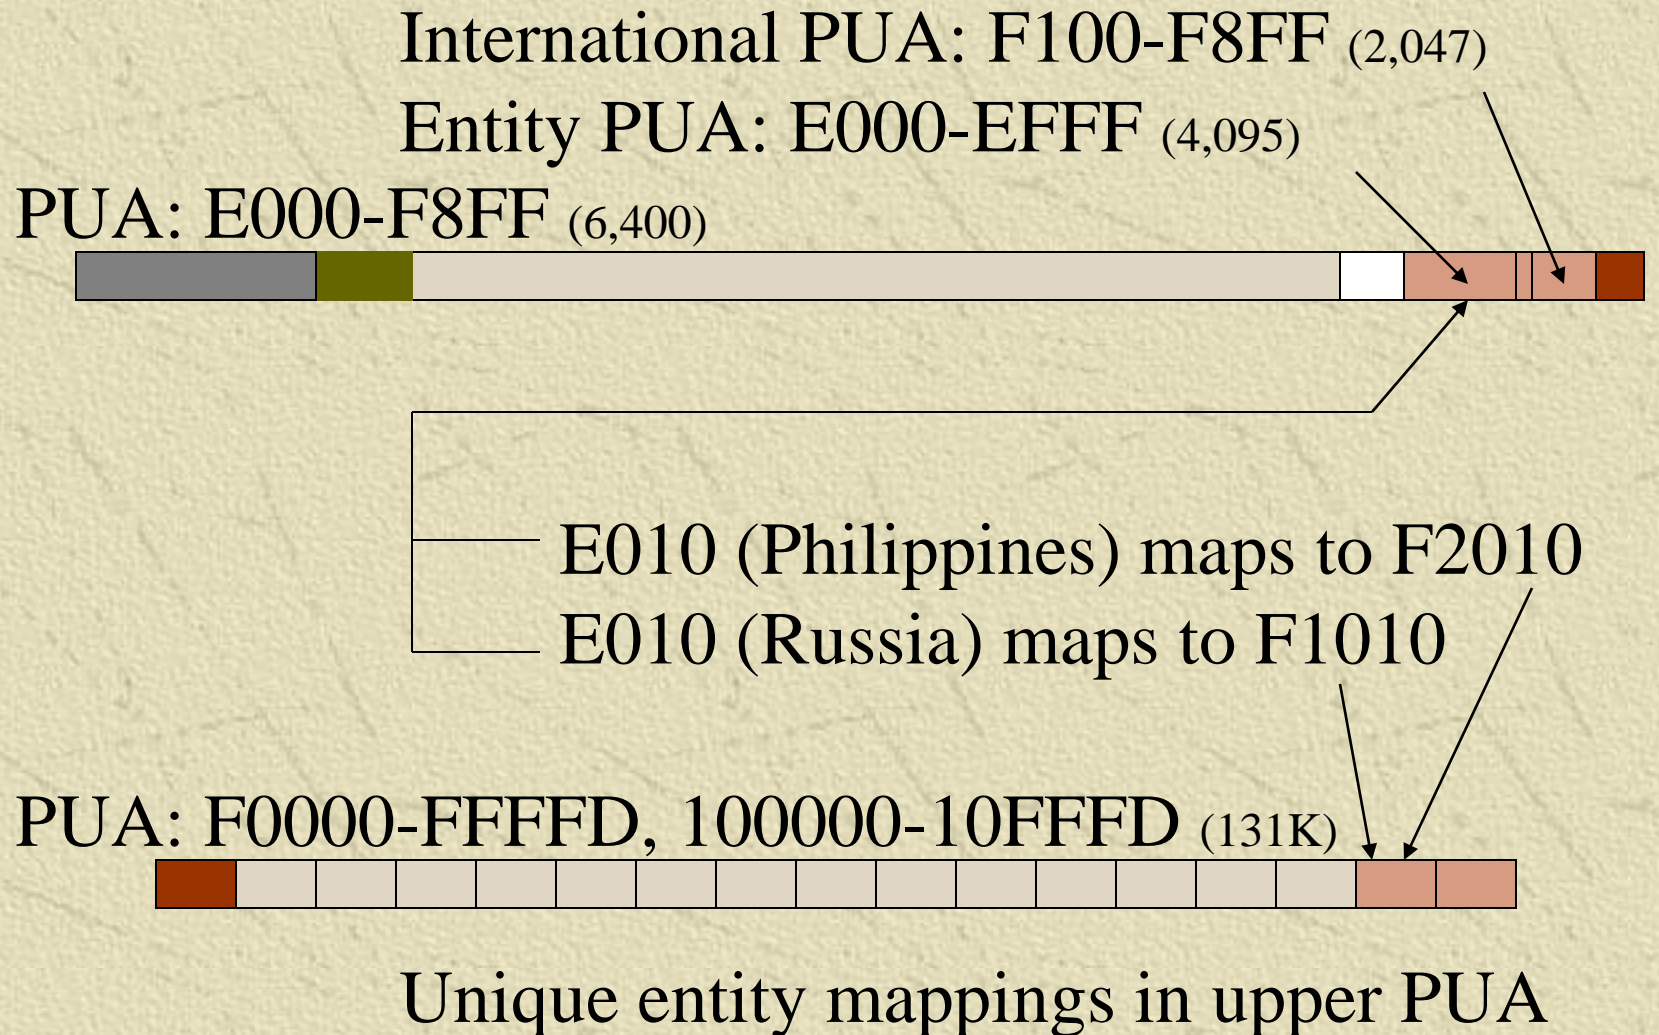 International PUA: F100-F8FF (2,047)
Entity PUA: E000-EFFF (4,095)
PUA: E000-F8FF (6,400)
E010 (Philippines) maps to F2010
E010 (Russia) maps to F1010
PUA: F0000-FFFFD, 100000-10FFFD (131K)
Unique entity mappings in upper PUA